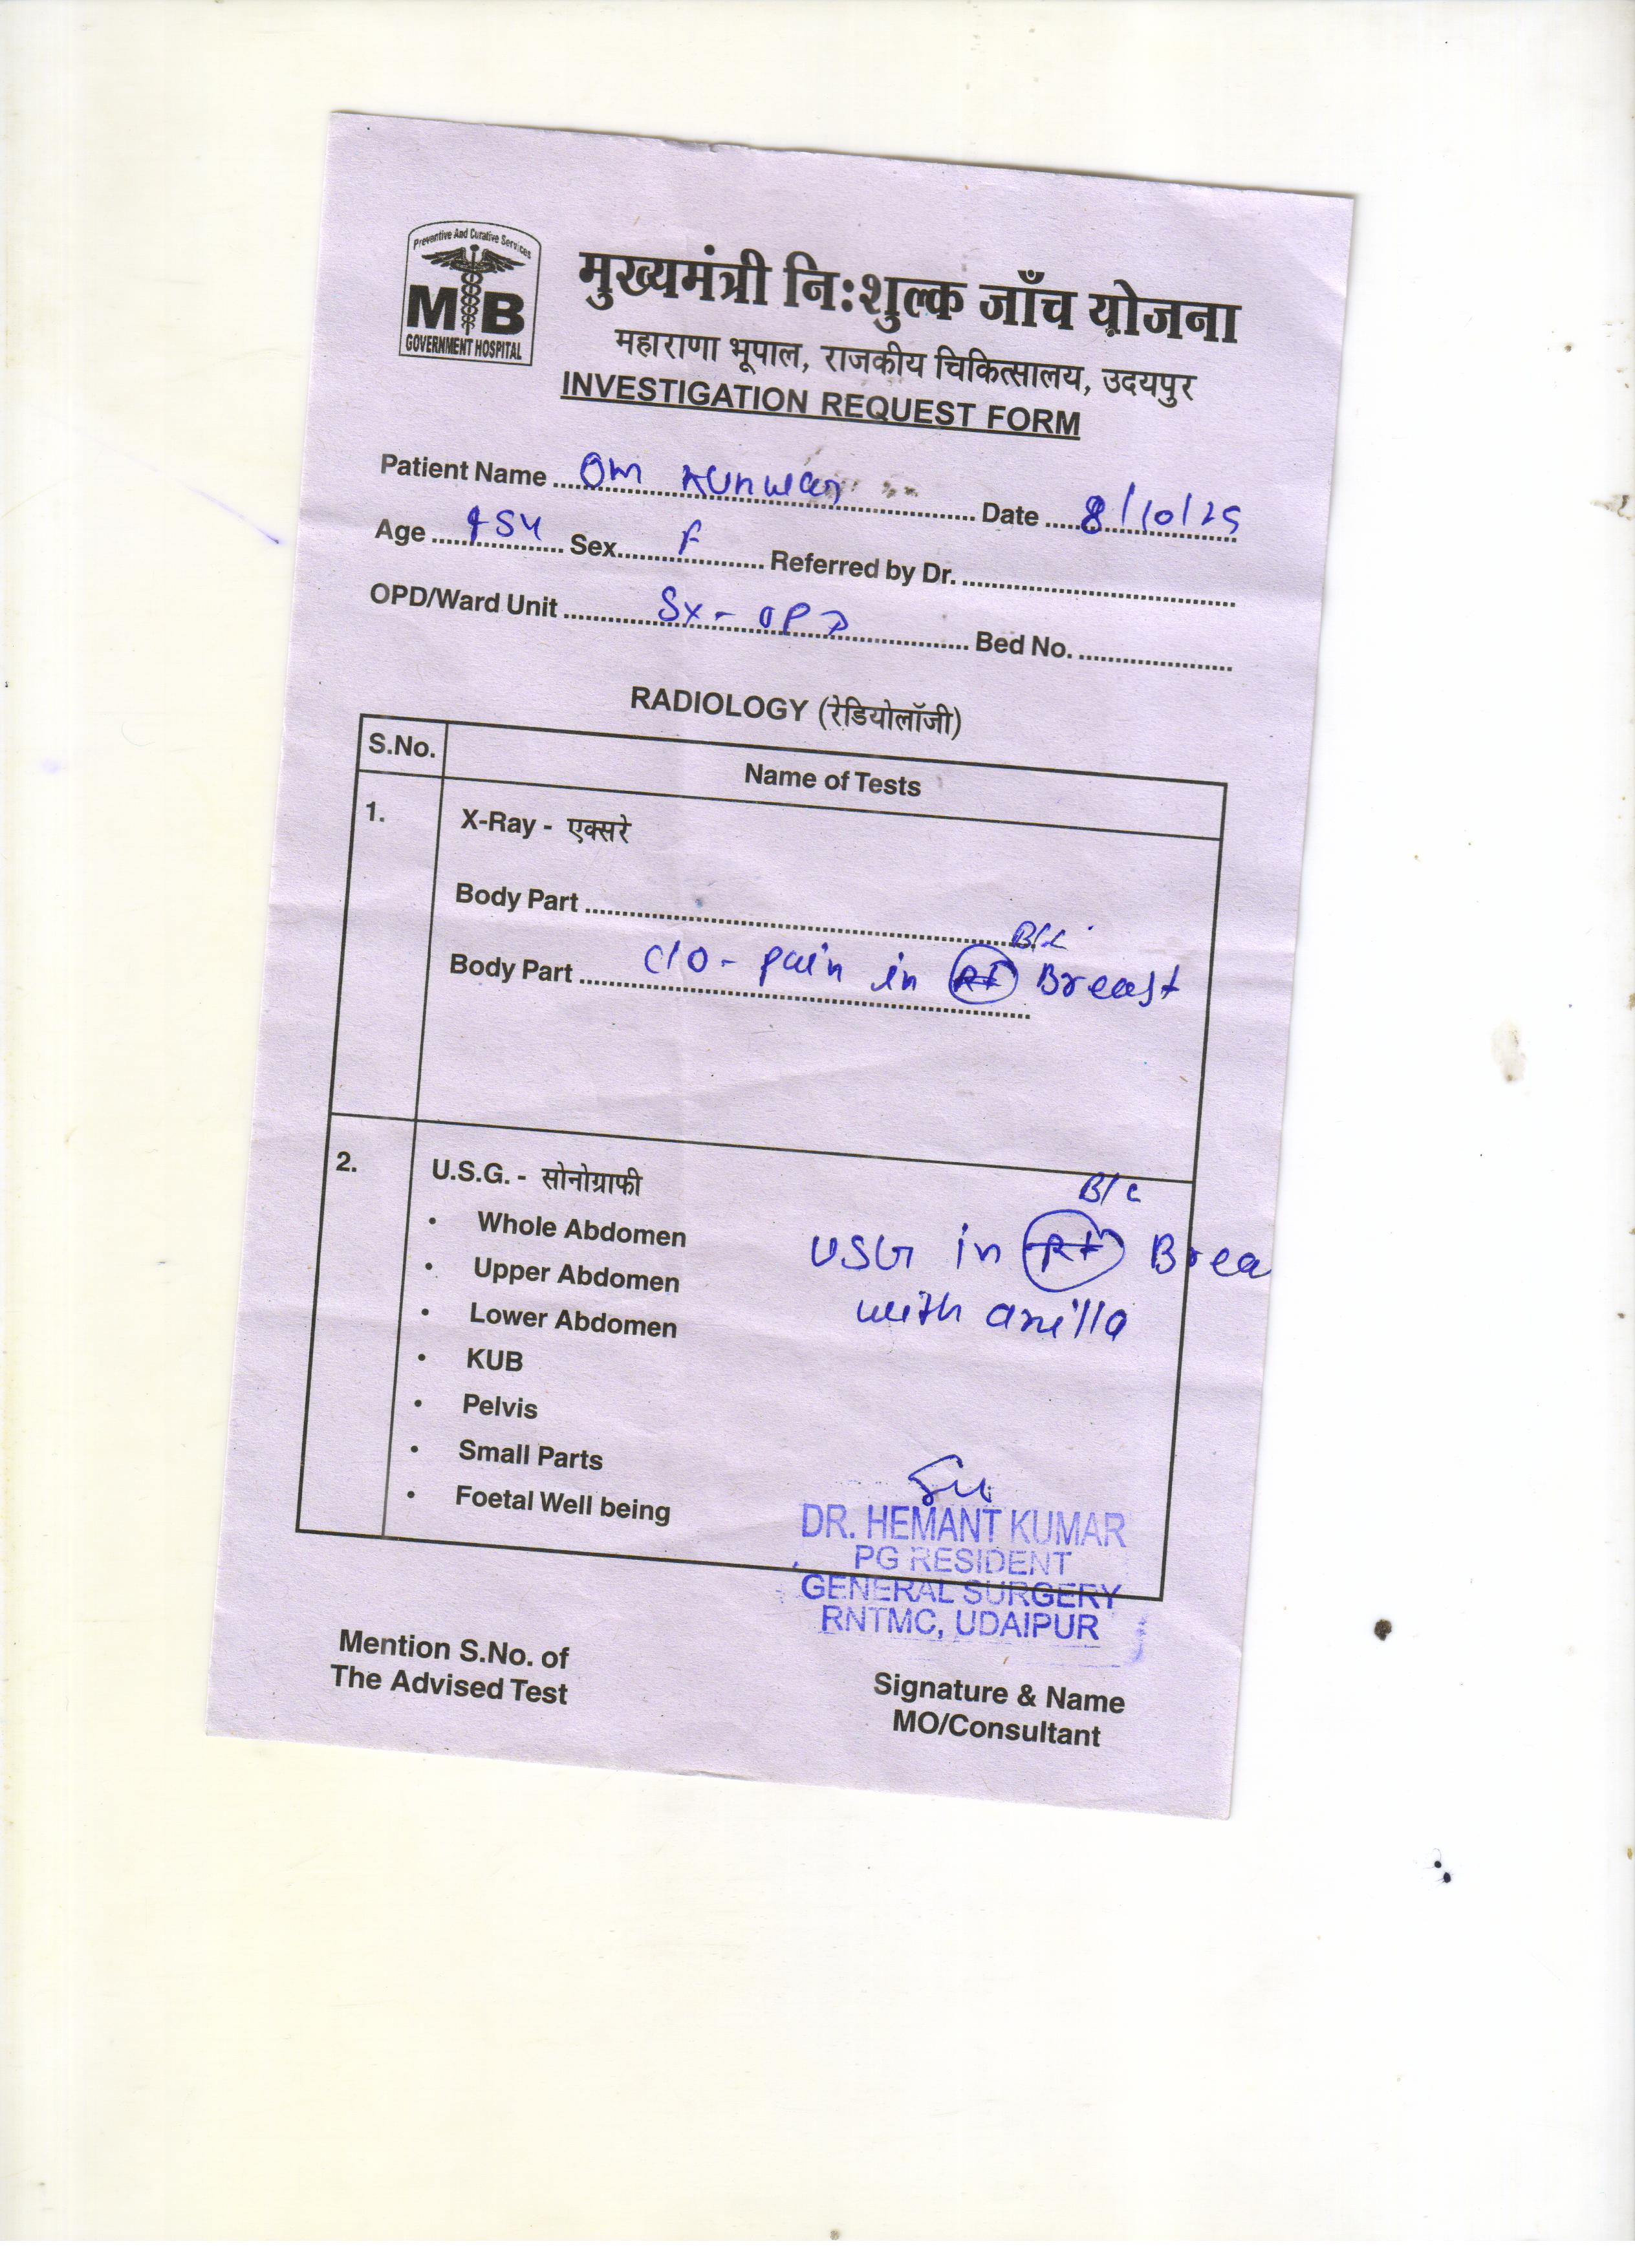 Preventive And Curative Services
MB
GOVERNMENT HOSPITAL
मुख्यमंत्री नि:शुल्क जाँच योजना
महाराणा भूपाल, राजकीय चिकित्सालय, उदयपुर
INVESTIGATION REQUEST FORM
Patient Name Om Kunwar Date 8/10/25
Age 45Y Sex F Referred by Dr.
OPD/Ward Unit Sx - OPD Bed No.
RADIOLOGY (रेडियोलॉजी)
S.No. Name of Tests
1. X-Ray - एक्सरे
Body Part
B/L
Body Part C/O - pain in Rt Breast
2. U.S.G. - सोनोग्राफी
B/L
• Whole Abdomen
USG in Rt Brea
• Upper Abdomen
with axilla
• Lower Abdomen
• KUB
• Pelvis
• Small Parts
• Foetal Well being
DR. HEMANT KUMAR
PG RESIDENT
GENERAL SURGERY
RNTMC, UDAIPUR
Mention S.No. of
The Advised Test
Signature & Name
MO/Consultant